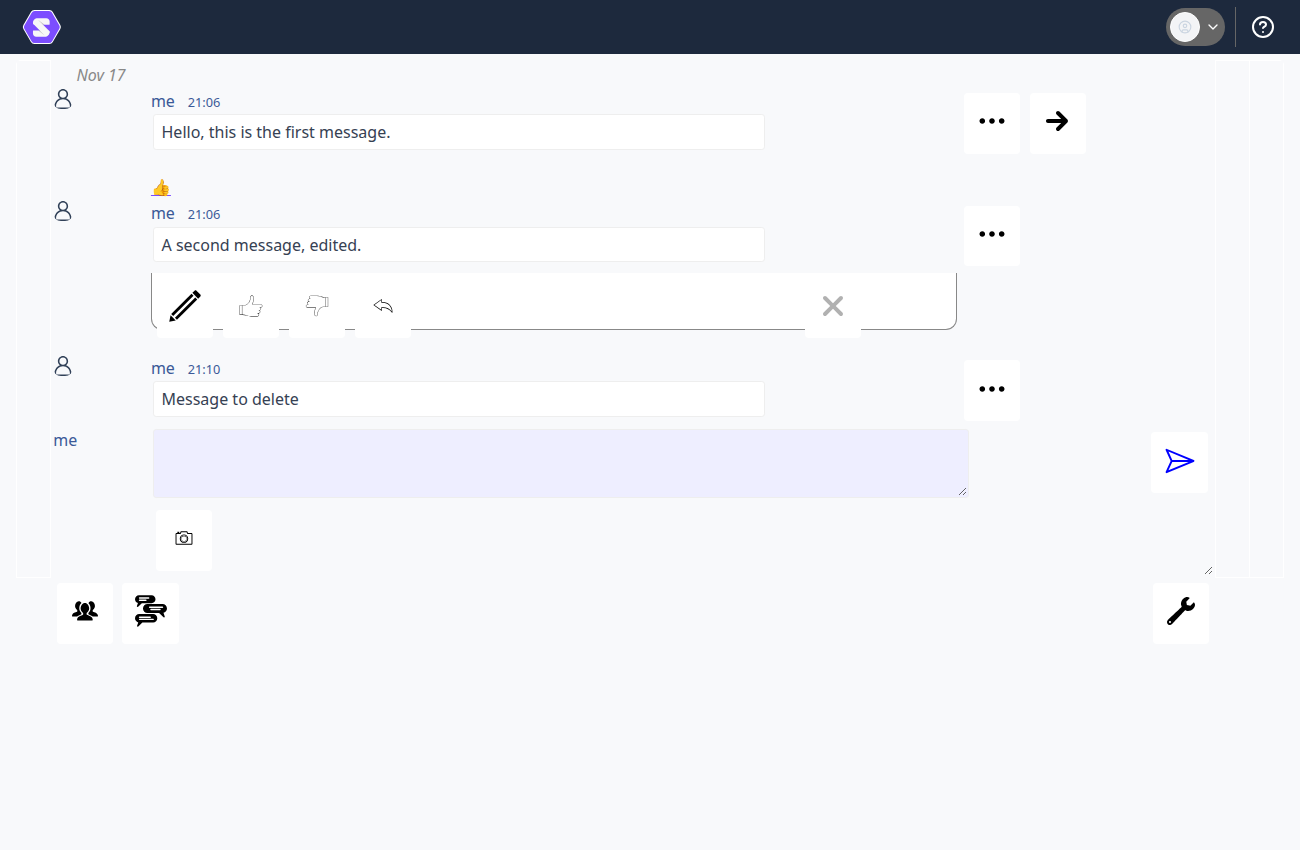 Nov 17
me 21:06
Hello, this is the first message.
👍
me 21:06
A second message, edited.
me 21:10
Message to delete
me